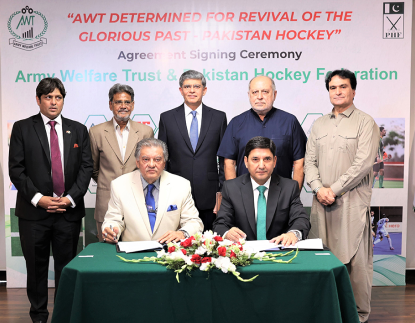 AWT
ARMY WELFARE TRUST
PHF
"AWT DETERMINED FOR REVIVAL OF THE
GLORIOUS PAST - PAKISTAN HOCKEY"
Agreement Signing Ceremony
Army Welfare Trust & Pakistan Hockey Federation